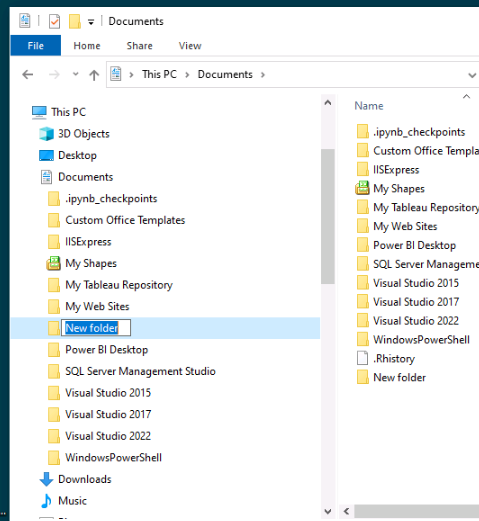 Documents
File Home Share View
This PC Documents
This PC
3D Objects
Desktop
Documents
.ipynb_checkpoints
Custom Office Templates
IISExpress
My Shapes
My Tableau Repository
My Web Sites
New folder
Power BI Desktop
SQL Server Management Studio
Visual Studio 2015
Visual Studio 2017
Visual Studio 2022
WindowsPowerShell
Downloads
Music
Name
.ipynb_checkpoints
Custom Office Templa
IISExpress
My Shapes
My Tableau Repository
My Web Sites
Power BI Desktop
SQL Server Manageme
Visual Studio 2015
Visual Studio 2017
Visual Studio 2022
WindowsPowerShell
.Rhistory
New folder